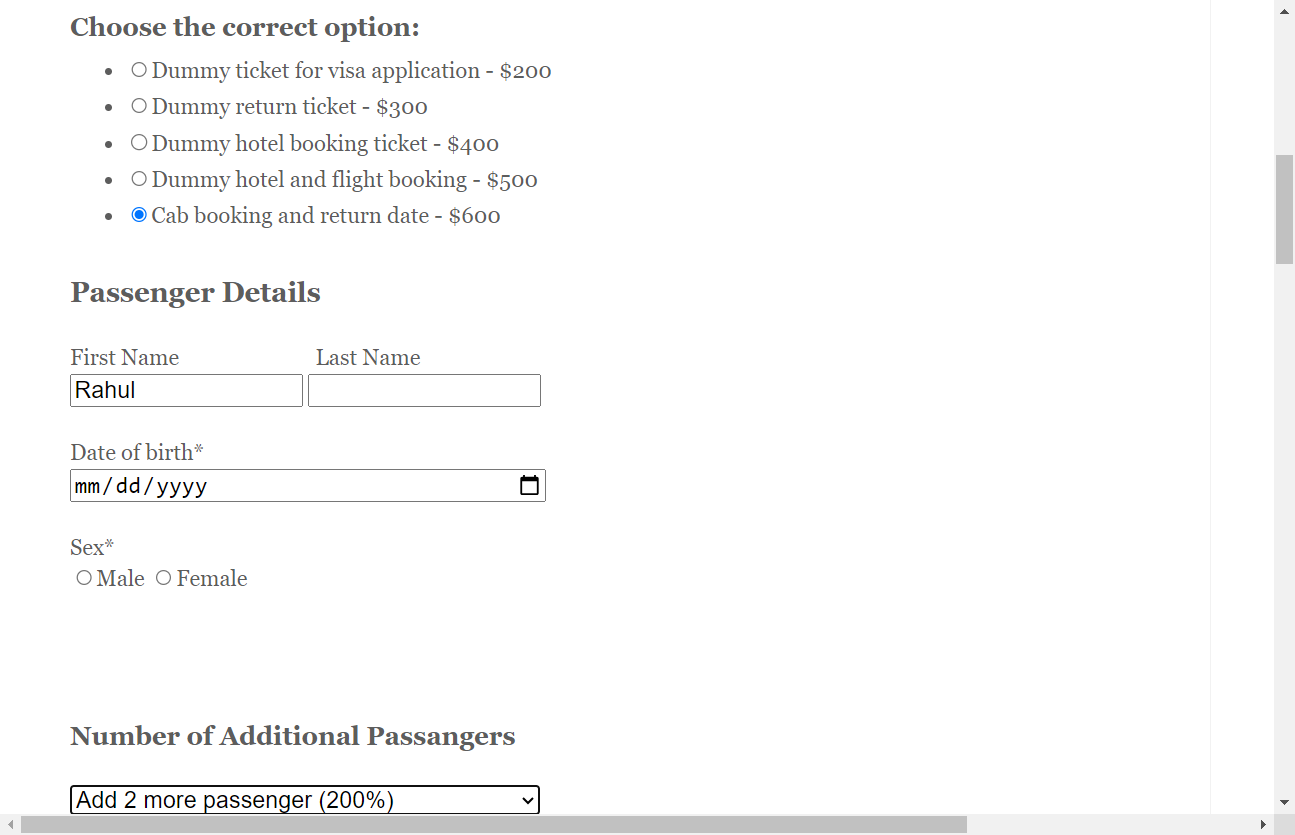 Choose the correct option:
Dummy ticket for visa application - $200
Dummy return ticket - $300
Dummy hotel booking ticket - $400
Dummy hotel and flight booking - $500
Cab booking and return date - $600
Passenger Details
First Name Last Name
Rahul
Date of birth*
mm/dd/yyyy
Sex*
Male Female
Number of Additional Passangers
Add 2 more passenger (200%)